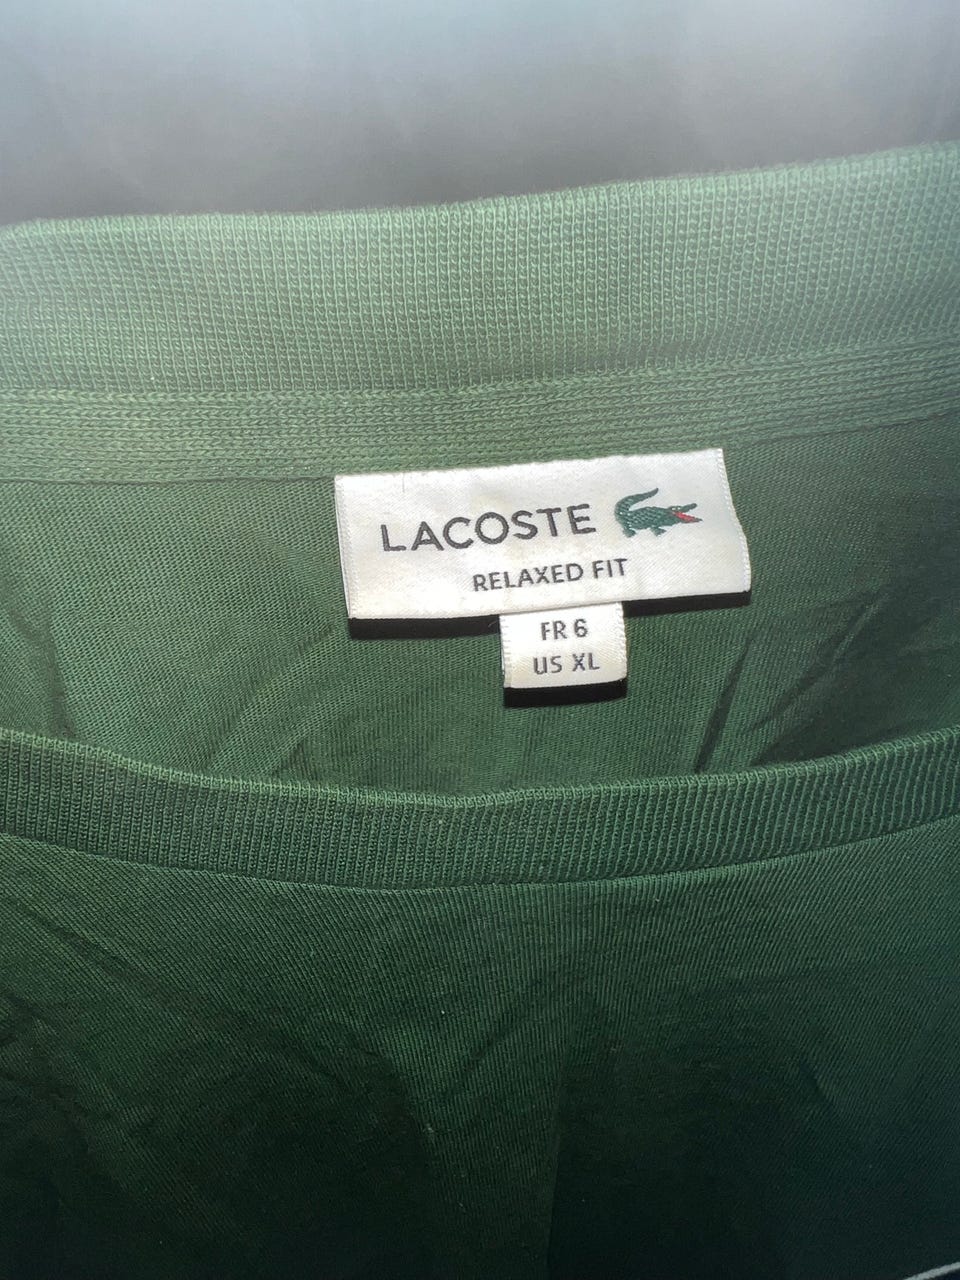 LACOSTE
RELAXED FIT
FR 6
US XL